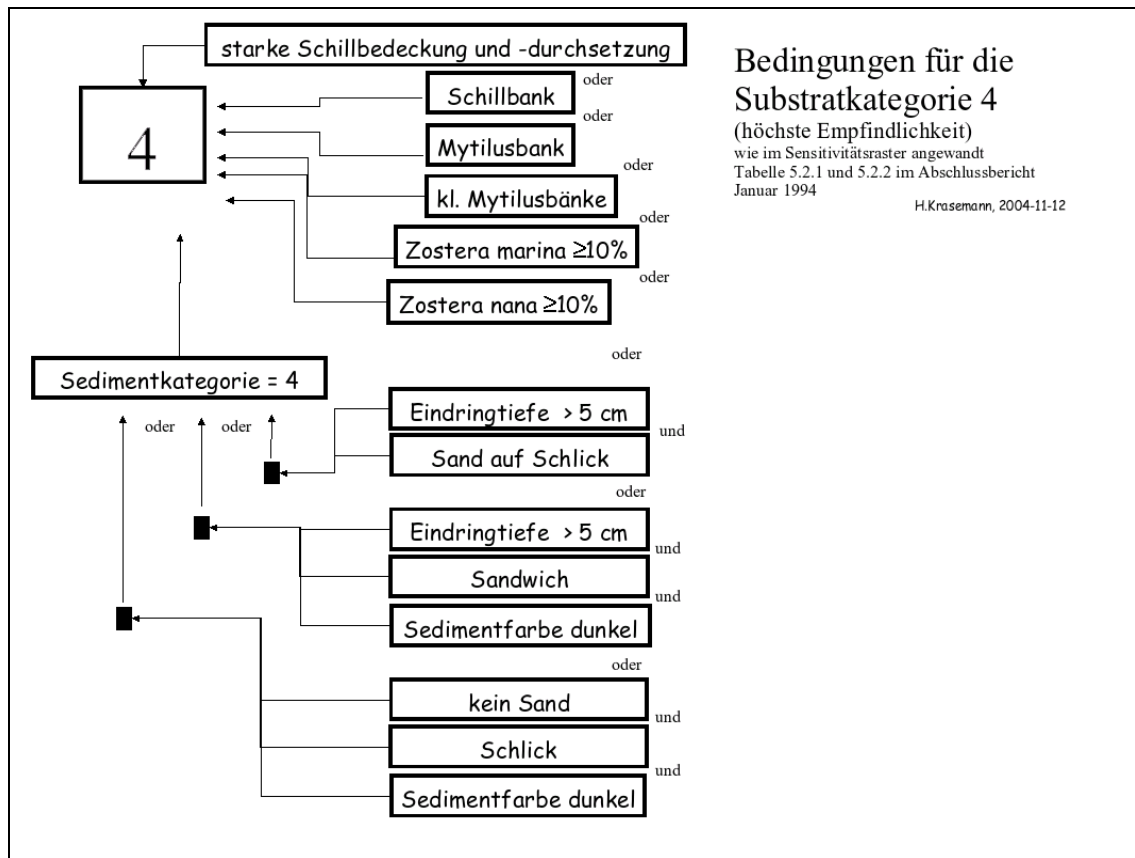 starke Schillbedeckung und -durchsetzung
oder
Schillbank
oder
Mytilusbank
oder
kl. Mytilusbänke
oder
Zostera marina ≥10%
oder
Zostera nana ≥10%
4
Bedingungen für die
Substratkategorie 4
(höchste Empfindlichkeit)
wie im Sensitivitätsraster angewandt
Tabelle 5.2.1 und 5.2.2 im Abschlussbericht
Januar 1994
H.Krasemann, 2004-11-12
oder
Sedimentkategorie = 4
oder
oder
Eindringtiefe > 5 cm
und
Sand auf Schlick
oder
Eindringtiefe > 5 cm
und
Sandwich
und
Sedimentfarbe dunkel
oder
kein Sand
und
Schlick
und
Sedimentfarbe dunkel